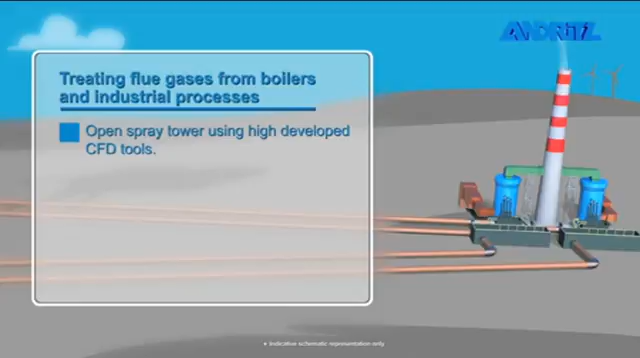 ANDRITZ
Treating flue gases from boilers
and industrial processes
Open spray tower using high developed
CFD tools.
• Indicative schematic representation only